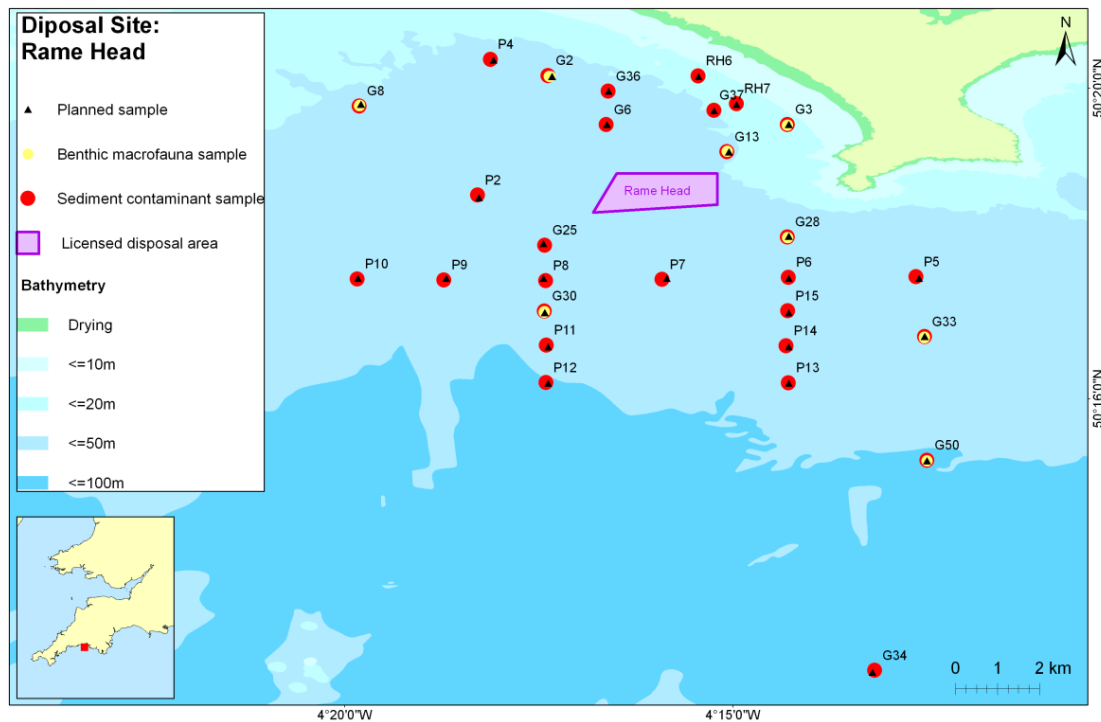 Diposal Site:
Rame Head
Planned sample
Benthic macrofauna sample
Sediment contaminant sample
Licensed disposal area
Bathymetry
Drying
<=10m
<=20m
<=50m
<=100m
N
P4
G2
G8
G36
RH6
G37
RH7
G6
G3
G13
P2
Rame Head
G25
G28
P10
P9
P8
P7
P6
P5
G30
P15
G33
P11
P14
P12
P13
G50
G34
0 1 2 km
50°20'0"N
50°16'0"N
4°20'0"W
4°15'0"W